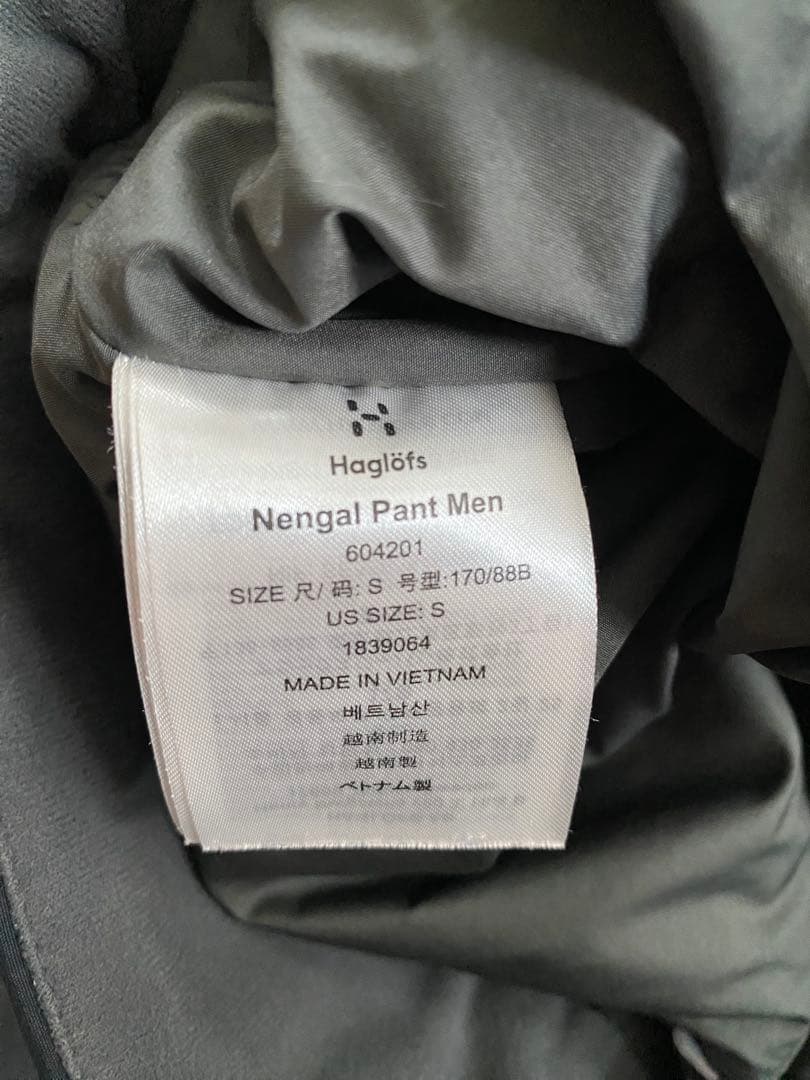 Haglöfs
Nengal Pant Men
604201
SIZE 尺/ 码: S 号型:170/88B
US SIZE: S
1839064
MADE IN VIETNAM
베트남산
越南制造
越南製
ベトナム製